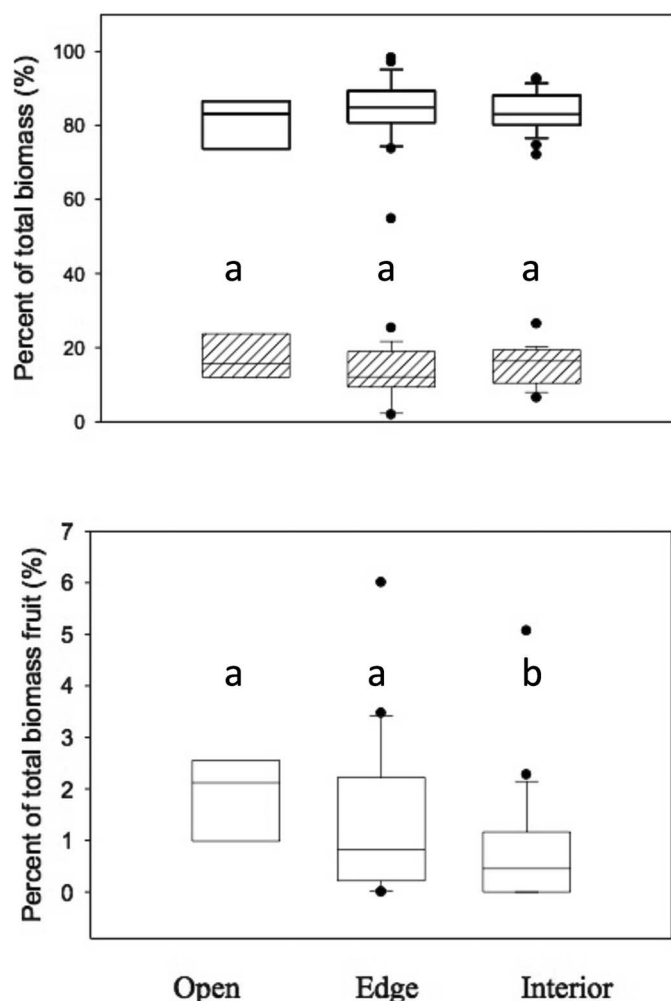 Percent of total biomass (%)
100
80
60
40
20
0
a a a
Percent of total biomass fruit (%)
7
6
5
4
3
2
1
0
a a b
Open Edge Interior